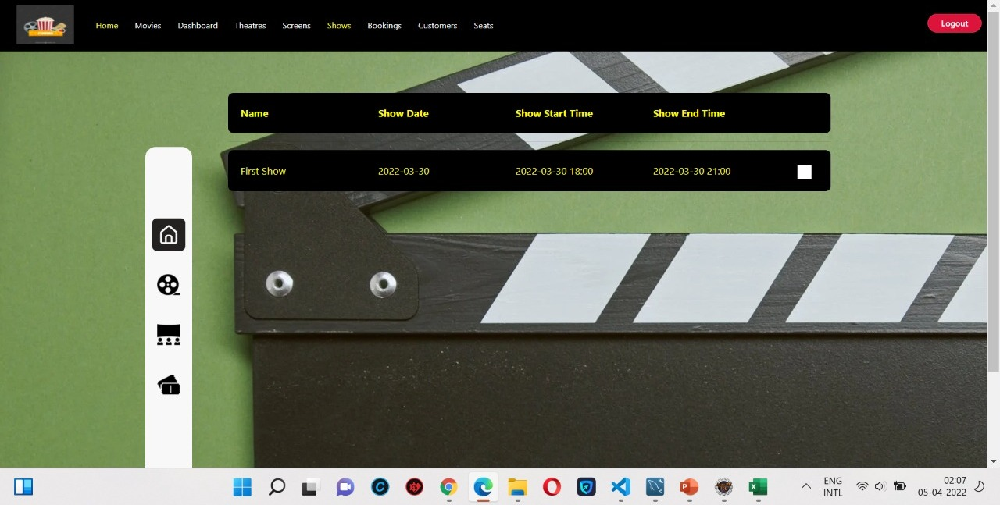 Home Movies Dashboard Theatres Screens Shows Bookings Customers Seats Logout
Name Show Date Show Start Time Show End Time
First Show 2022-03-30 2022-03-30 18:00 2022-03-30 21:00
ENG 02:07
INTL 05-04-2022